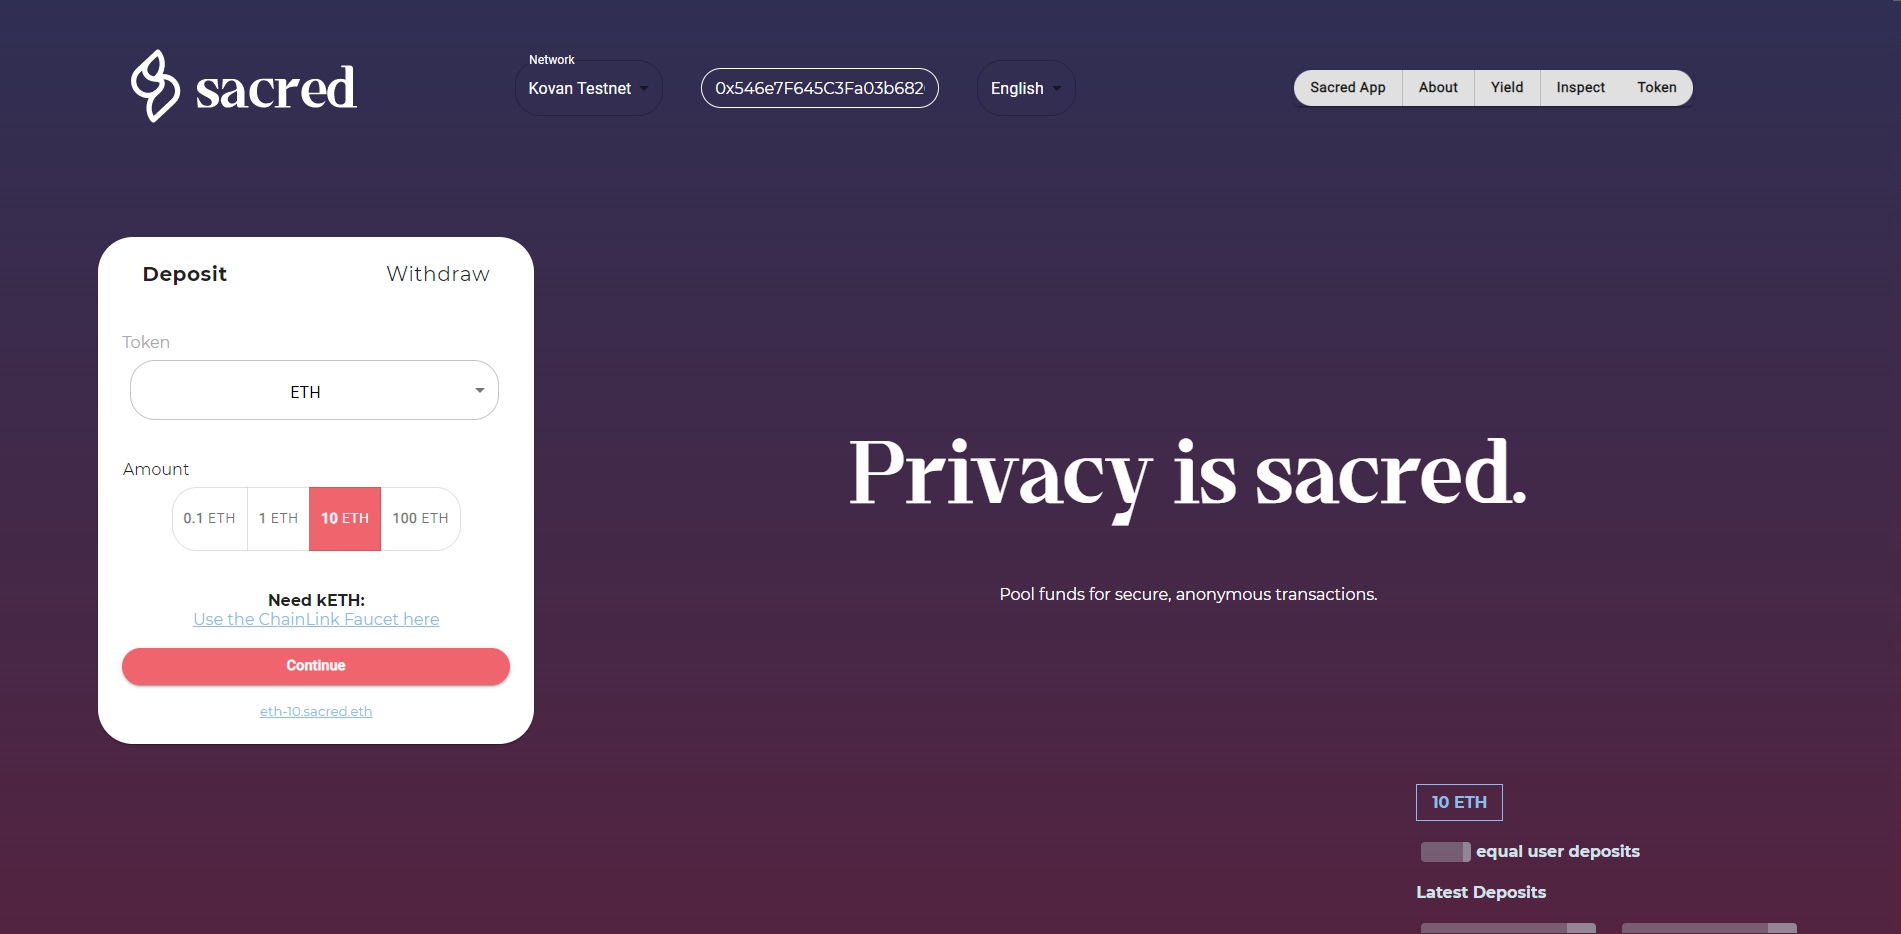 sacred
Network
Kovan Testnet
0x546e7F645C3Fa03b682
English
Sacred App
About
Yield
Inspect
Token
Deposit
Withdraw
Token
ETH
Amount
0.1 ETH
1 ETH
10 ETH
100 ETH
Need kETH:
Use the ChainLink Faucet here
Continue
eth-10.sacred.eth
Privacy is sacred.
Pool funds for secure, anonymous transactions.
10 ETH
equal user deposits
Latest Deposits